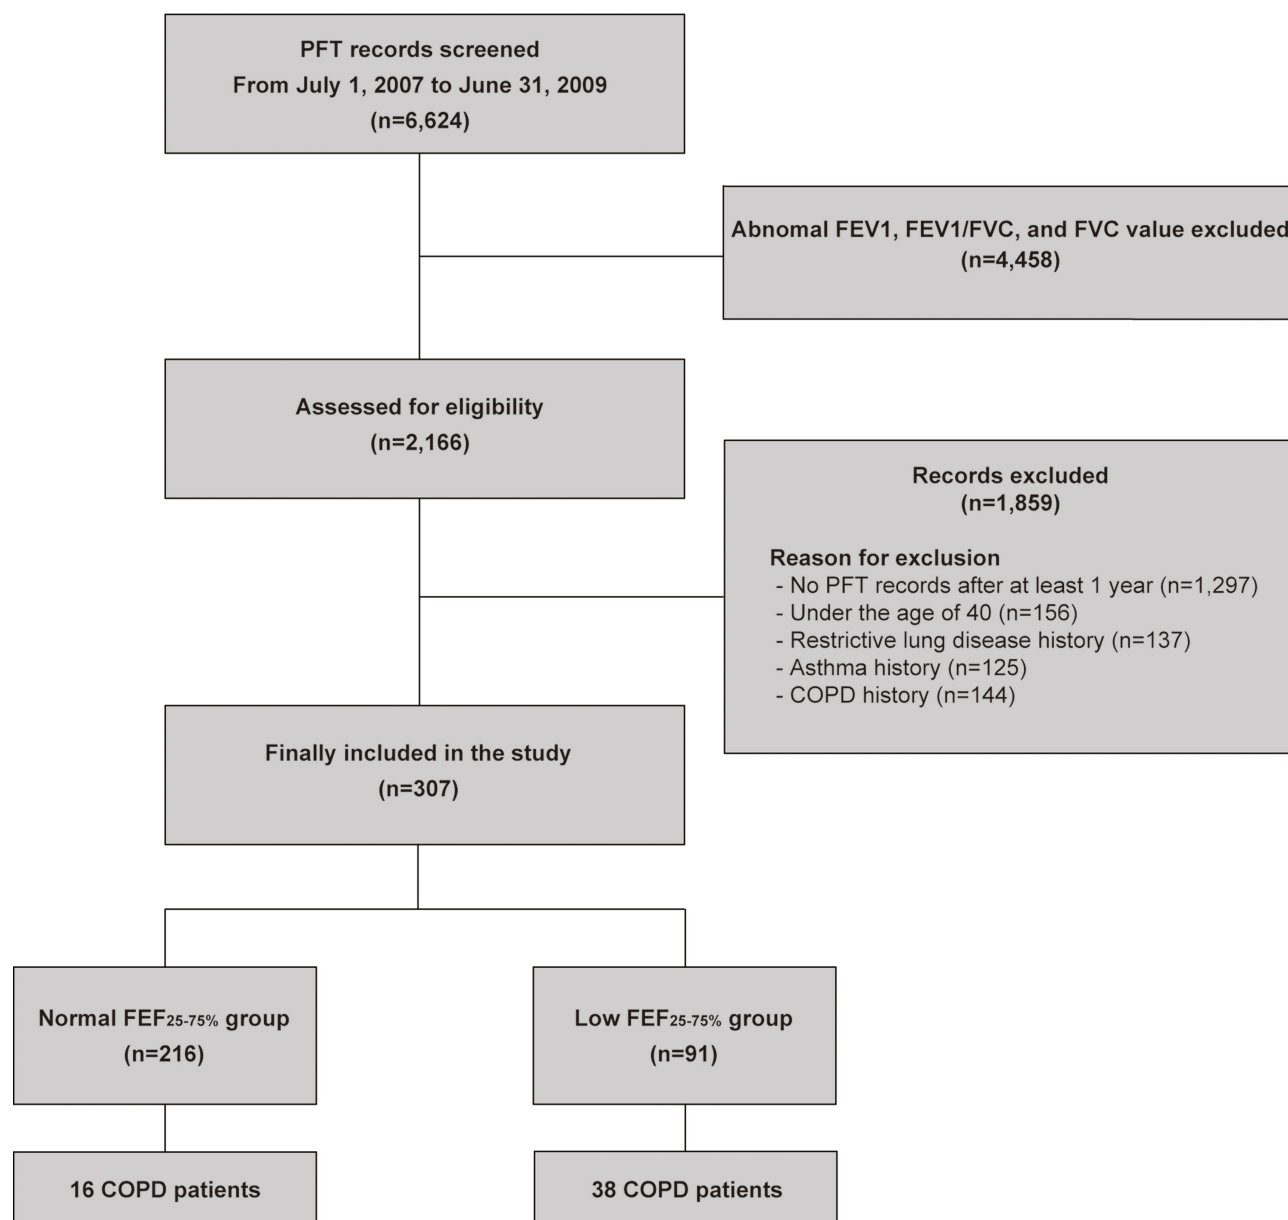 PFT records screened
From July 1, 2007 to June 31, 2009
(n=6,624)
Abnomal FEV1, FEV1/FVC, and FVC value excluded
(n=4,458)
Assessed for eligibility
(n=2,166)
Records excluded
(n=1,859)
Reason for exclusion
- No PFT records after at least 1 year (n=1,297)
- Under the age of 40 (n=156)
- Restrictive lung disease history (n=137)
- Asthma history (n=125)
- COPD history (n=144)
Finally included in the study
(n=307)
Normal FEF25-75% group
(n=216)
Low FEF25-75% group
(n=91)
16 COPD patients
38 COPD patients